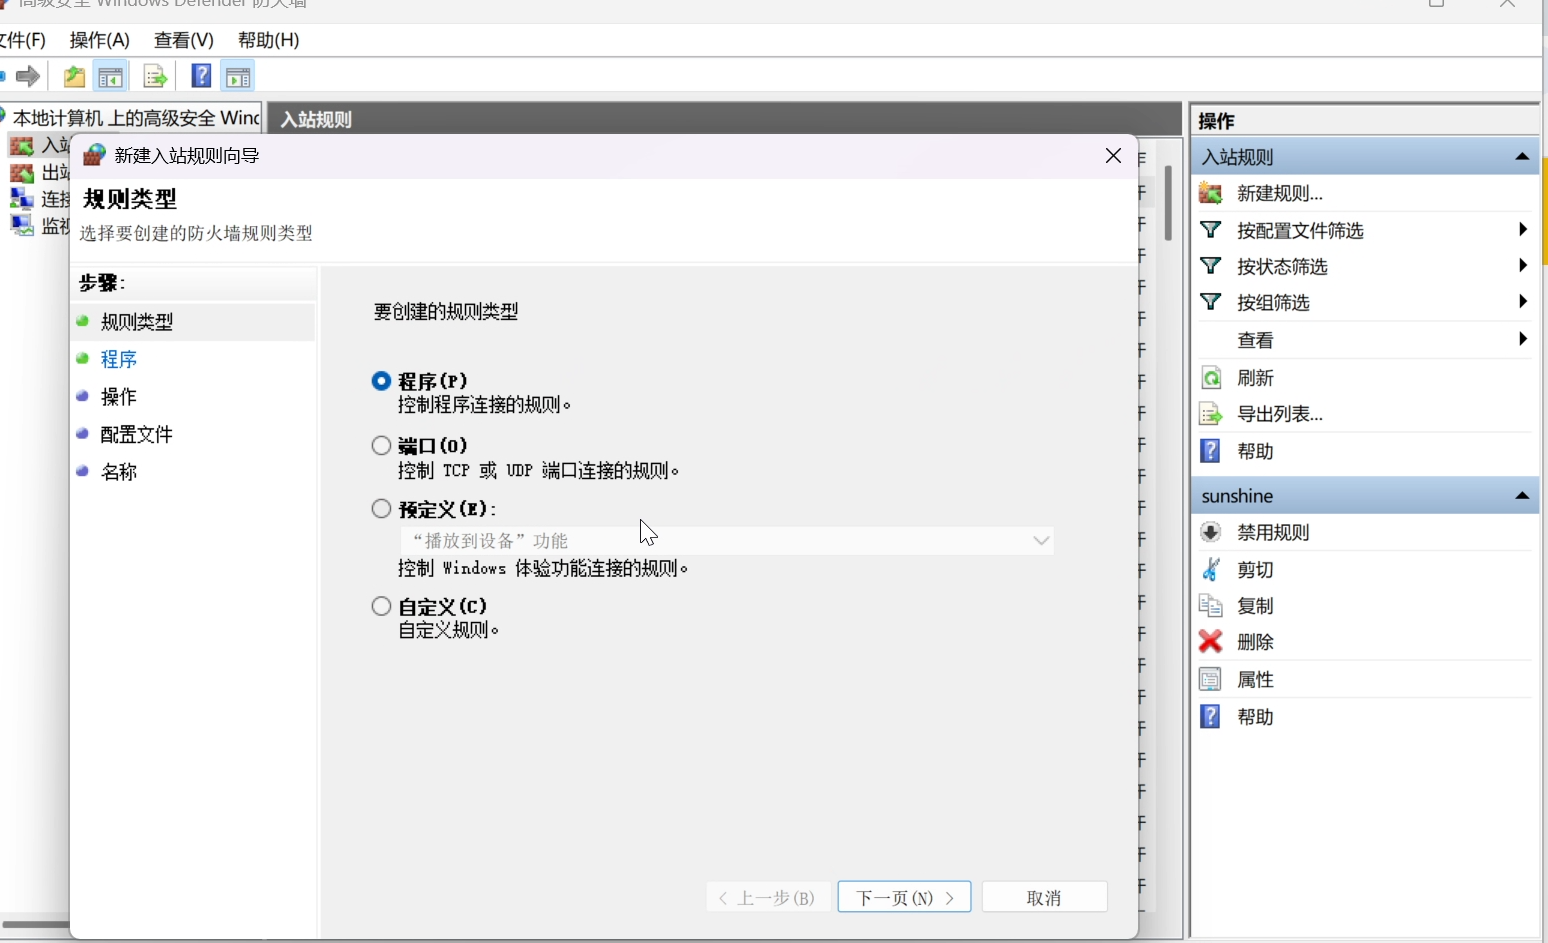 高级安全 Windows Defender 防火墙
文件(F) 操作(A) 查看(V) 帮助(H)
本地计算机 上的高级安全 Wind
入站规则
操作
入站
出站
连接
监视
新建入站规则向导
规则类型
选择要创建的防火墙规则类型
步骤:
规则类型
程序
操作
配置文件
名称
要创建的规则类型
程序(P)
控制程序连接的规则。
端口(O)
控制 TCP 或 UDP 端口连接的规则。
预定义(E):
“播放到设备”功能
控制 Windows 体验功能连接的规则。
自定义(C)
自定义规则。
< 上一步(B)
下一页(N) >
取消
入站规则
新建规则...
按配置文件筛选
按状态筛选
按组筛选
查看
刷新
导出列表...
帮助
sunshine
禁用规则
剪切
复制
删除
属性
帮助